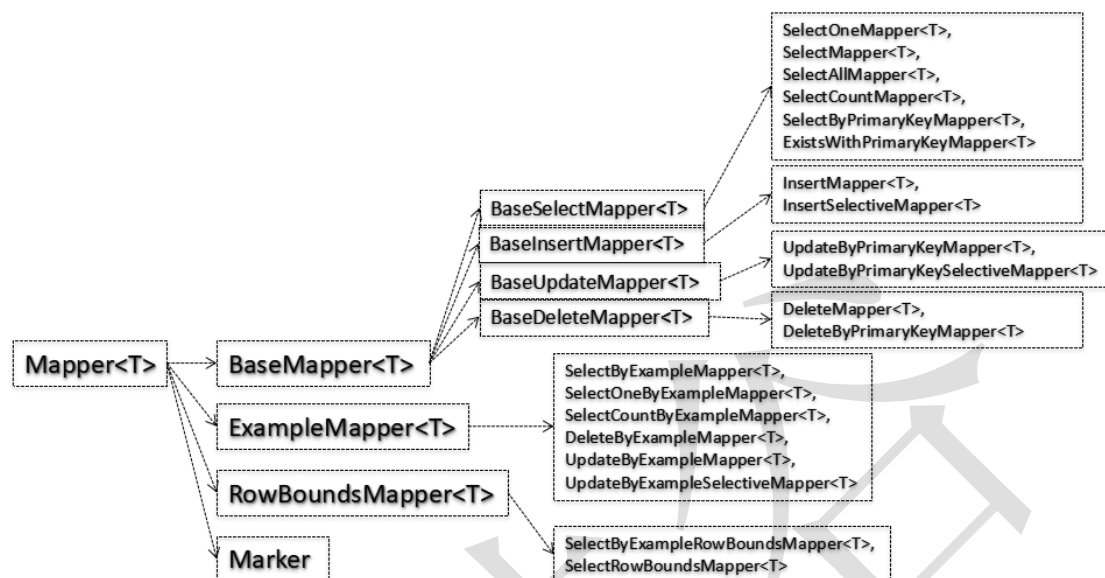 Mapper<T>
BaseMapper<T>
ExampleMapper<T>
RowBoundsMapper<T>
Marker
BaseSelectMapper<T>
BaseInsertMapper<T>
BaseUpdateMapper<T>
BaseDeleteMapper<T>
SelectOneMapper<T>,
SelectMapper<T>,
SelectAllMapper<T>,
SelectCountMapper<T>,
SelectByPrimaryKeyMapper<T>,
ExistsWithPrimaryKeyMapper<T>
InsertMapper<T>,
InsertSelectiveMapper<T>
UpdateByPrimaryKeyMapper<T>,
UpdateByPrimaryKeySelectiveMapper<T>
DeleteMapper<T>,
DeleteByPrimaryKeyMapper<T>
SelectByExampleMapper<T>,
SelectOneByExampleMapper<T>,
SelectCountByExampleMapper<T>,
DeleteByExampleMapper<T>,
UpdateByExampleMapper<T>,
UpdateByExampleSelectiveMapper<T>
SelectByExampleRowBoundsMapper<T>,
SelectRowBoundsMapper<T>